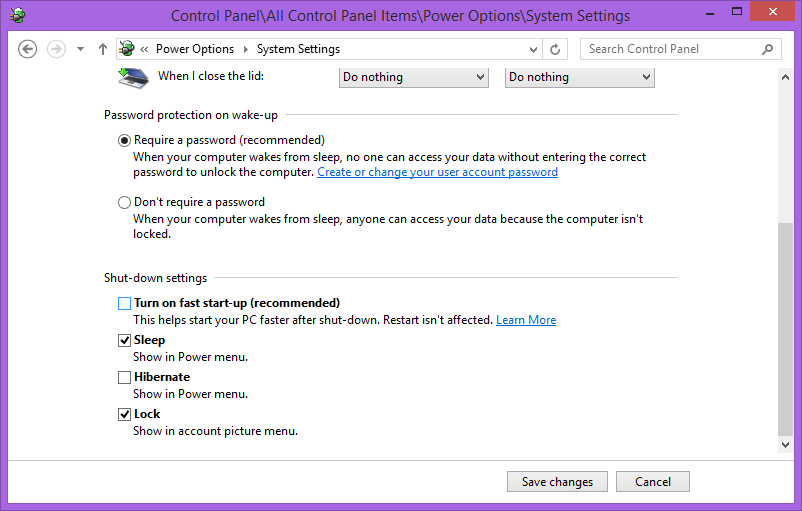 Control Panel\All Control Panel Items\Power Options\System Settings
Power Options System Settings Search Control Panel
When I close the lid: Do nothing Do nothing
Password protection on wake-up
Require a password (recommended)
When your computer wakes from sleep, no one can access your data without entering the correct
password to unlock the computer. Create or change your user account password
Don't require a password
When your computer wakes from sleep, anyone can access your data because the computer isn't
locked.
Shut-down settings
Turn on fast start-up (recommended)
This helps start your PC faster after shut-down. Restart isn't affected. Learn More
Sleep
Show in Power menu.
Hibernate
Show in Power menu.
Lock
Show in account picture menu.
Save changes Cancel